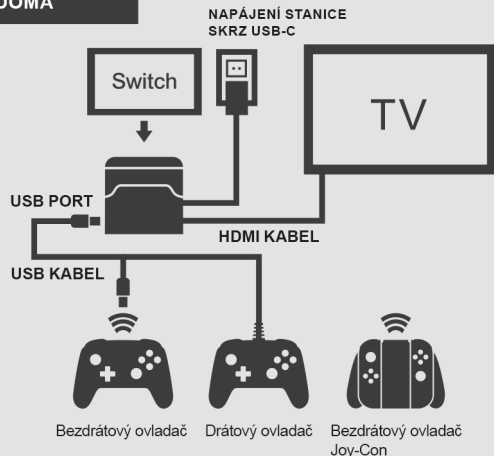 DOMA
NAPÁJENÍ STANICE
SKRZ USB-C
Switch
TV
USB PORT
HDMI KABEL
USB KABEL
Bezdrátový ovladač
Drátový ovladač
Bezdrátový ovladač
Joy-Con